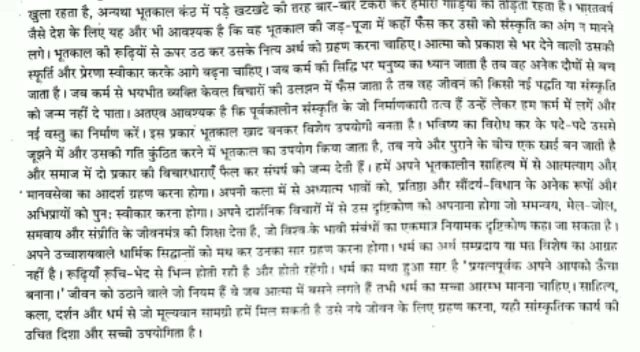 खुला रहता है, अन्यथा भूतकाल कंठ में पड़े खटखटे की तरह बार-बार टकरा कर हमारी हड्डियों को तोड़ता रहता है। भारतवर्ष
जैसे देश के लिए यह और भी आवश्यक है कि वह भूतकाल की जड़-पूजा में कहीं फँस कर उसी को संस्कृति का अंग न मानने
लगे। भूतकाल की रूढ़ियों से ऊपर उठ कर उसके नित्य अर्थ को ग्रहण करना चाहिए। आत्मा को प्रकाश से भर देने वाली उसकी
स्फूर्ति और प्रेरणा स्वीकार करके आगे बढ़ना चाहिए। जब कर्म की सिद्धि पर मनुष्य का ध्यान जाता है तब वह अनेक दोषों से बच
जाता है। जब कर्म से भयभीत व्यक्ति केवल विचारों की उलझन में फँस जाता है तब वह जीवन की किसी नई पद्धति या संस्कृति
को जन्म नहीं दे पाता। अतएव आवश्यक है कि पूर्वकालीन संस्कृति के जो निर्माणकारी तत्व हैं उन्हें लेकर हम कर्म में लगें और
नई वस्तु का निर्माण करें। इस प्रकार भूतकाल खाद बनकर विशेष उपयोगी बनता है। भविष्य का विरोध कर के पदे-पदे उससे
जूझने में और उसकी गति कुंठित करने में भूतकाल का उपयोग किया जाता है, तब नये और पुराने के बीच एक खाई बन जाती है
और समाज में दो प्रकार की विचारधाराएँ फैल कर संघर्ष को जन्म देती हैं। हमें अपने भूतकालीन साहित्य में से आत्मत्याग और
मानवसेवा का आदर्श ग्रहण करना होगा। अपनी कला में से अध्यात्म भावों को, प्रतिष्ठा और सौंदर्य-विधान के अनेक रूपों और
अभिप्रायों को पुन: स्वीकार करना होगा। अपने दार्शनिक विचारों में से उस दृष्टिकोण को अपनाना होगा जो समन्वय, मेल-जोल,
समवाय और संप्रीति के जीवनमंत्र की शिक्षा देता है, जो विश्व के भावी संबंधों का एकमात्र नियामक दृष्टिकोण कहा जा सकता है।
अपने उच्चाशयवाले धार्मिक सिद्धान्तों को मथ कर उनका सार ग्रहण करना होगा। धर्म का अर्थ सम्प्रदाय या मत विशेष का आग्रह
नहीं है। रूढ़ियाँ रूचि-भेद से भिन्न होती रही है और होती रहेंगी। धर्म का मथा हुआ सार है 'प्रयत्नपूर्वक अपने आपको ऊँचा
बनाना।' जीवन को उठाने वाले जो नियम हैं वे जब आत्मा में बसने लगते हैं तभी धर्म का सच्चा आरम्भ मानना चाहिए। साहित्य,
कला, दर्शन और धर्म से जो मूल्यवान सामग्री हमें मिल सकती है उसे नये जीवन के लिए ग्रहण करना, यही सांस्कृतिक कार्य की
उचित दिशा और सच्ची उपयोगिता है।